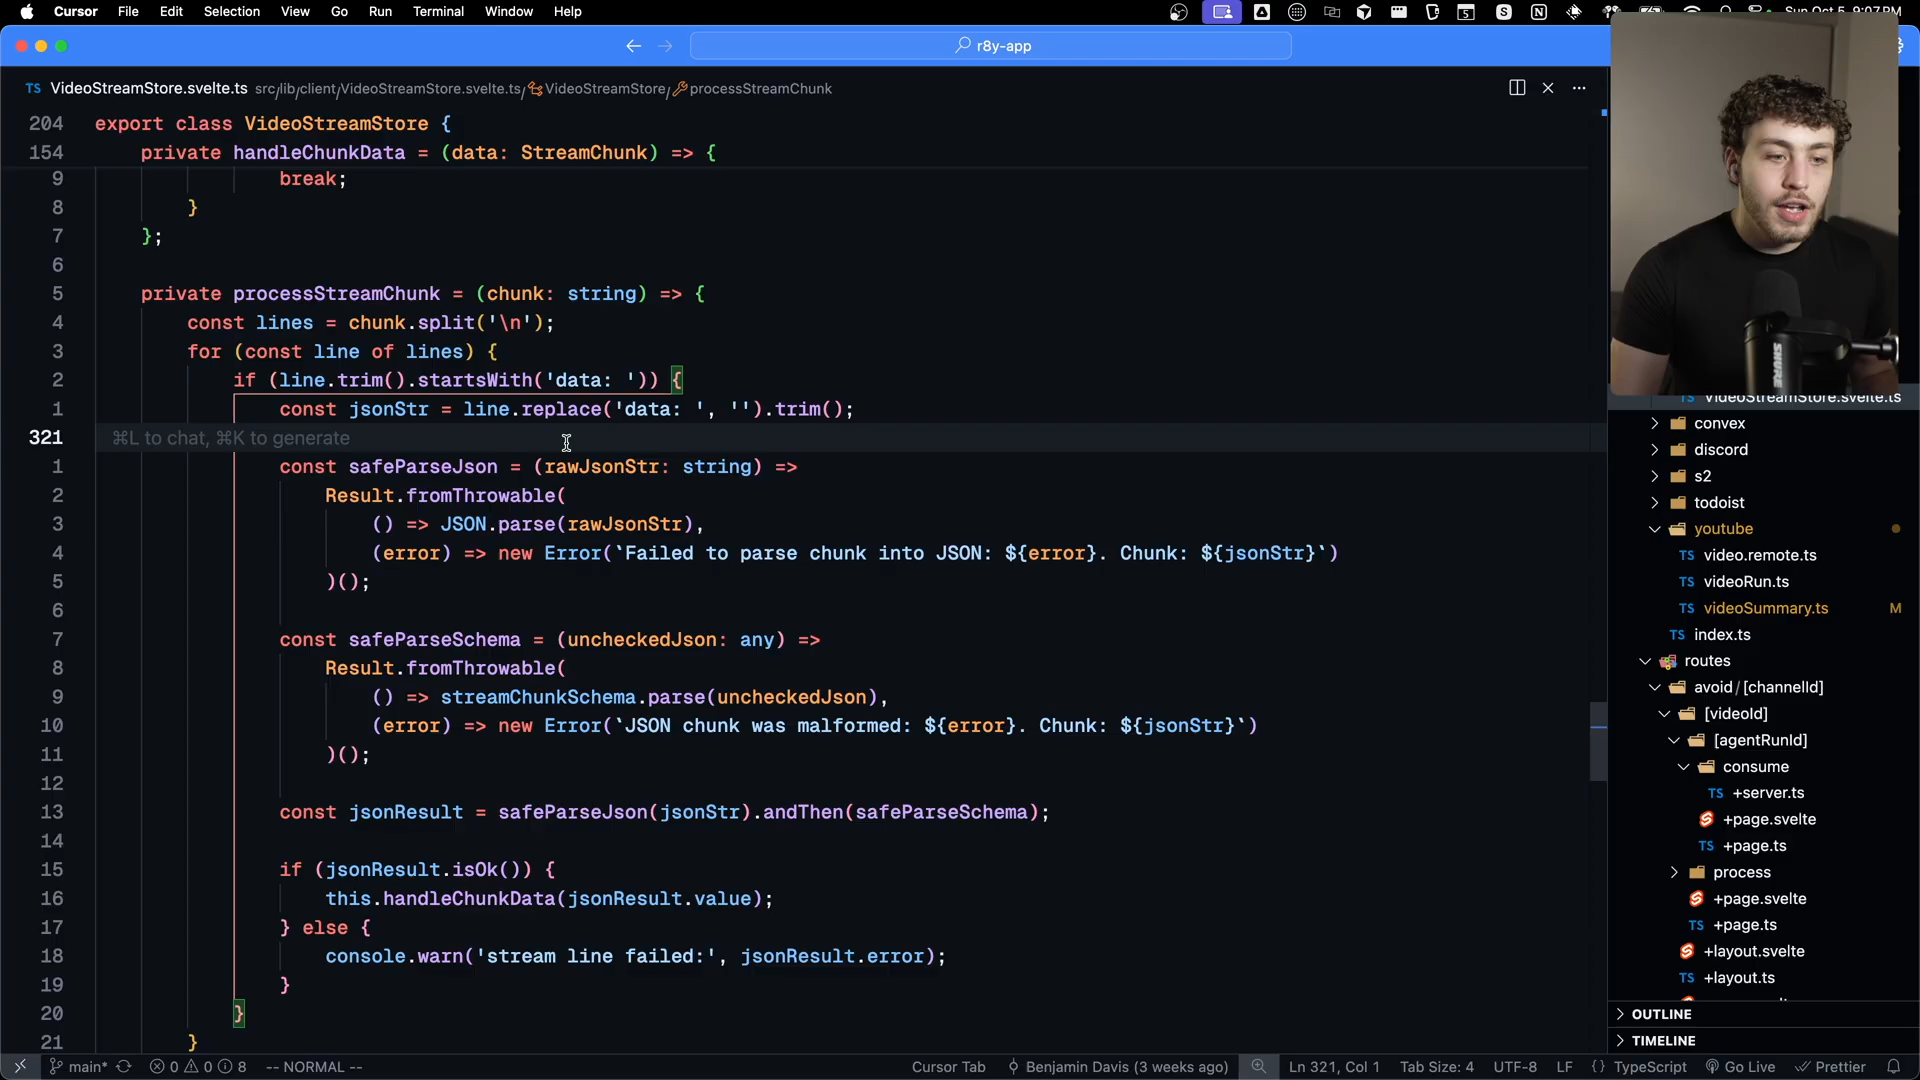 Cursor File Edit Selection View Go Run Terminal Window Help
5 Sun Oct 5 9:07PM
r8y-app
TS VideoStreamStore.svelte.ts src/lib/client/VideoStreamStore.svelte.ts/ VideoStreamStore/ processStreamChunk
204 export class VideoStreamStore {
154 private handleChunkData = (data: StreamChunk) => {
9 break;
8 }
7 };
6
5 private processStreamChunk = (chunk: string) => {
4 const lines = chunk.split('\n');
3 for (const line of lines) {
2 if (line.trim().startsWith('data: ')) {
1 const jsonStr = line.replace('data: ', '').trim();
321 ⌘L to chat, ⌘K to generate
1 const safeParseJson = (rawJsonStr: string) =>
2 Result.fromThrowable(
3 () => JSON.parse(rawJsonStr),
4 (error) => new Error(`Failed to parse chunk into JSON: ${error}. Chunk: ${jsonStr}`)
5 )();
6
7 const safeParseSchema = (uncheckedJson: any) =>
8 Result.fromThrowable(
9 () => streamChunkSchema.parse(uncheckedJson),
10 (error) => new Error(`JSON chunk was malformed: ${error}. Chunk: ${jsonStr}`)
11 )();
12
13 const jsonResult = safeParseJson(jsonStr).andThen(safeParseSchema);
14
15 if (jsonResult.isOk()) {
16 this.handleChunkData(jsonResult.value);
17 } else {
18 console.warn('stream line failed:', jsonResult.error);
19 }
20 }
21 }
SHURE
TS VideoStreamStore.svelte.ts
convex
discord
s2
todoist
youtube
TS video.remote.ts
TS videoRun.ts
TS videoSummary.ts M
TS index.ts
routes
avoid/[channelId]
[videoId]
[agentRunId]
consume
TS +server.ts
+page.svelte
TS +page.ts
process
+page.svelte
TS +page.ts
+layout.svelte
TS +layout.ts
OUTLINE
TIMELINE
main* 0 0 8 -- NORMAL -- Cursor Tab Benjamin Davis (3 weeks ago) Ln 321, Col 1 Tab Size: 4 UTF-8 LF {} TypeScript Go Live Prettier